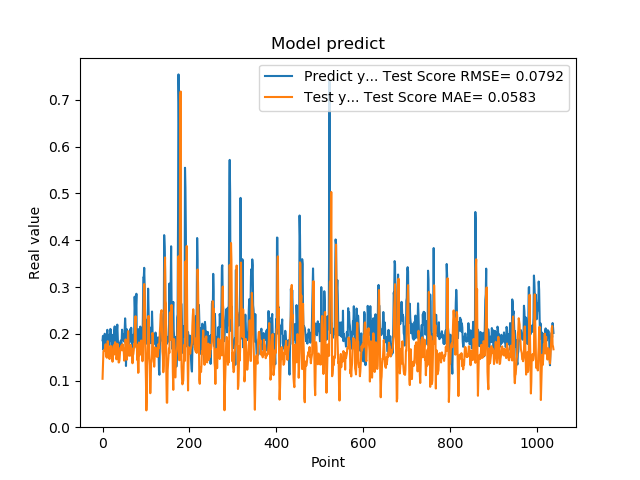 Model predict
Predict y... Test Score RMSE= 0.0792
Test y... Test Score MAE= 0.0583
Real value
0.7
0.6
0.5
0.4
0.3
0.2
0.1
0.0
0 200 400 600 800 1000
Point